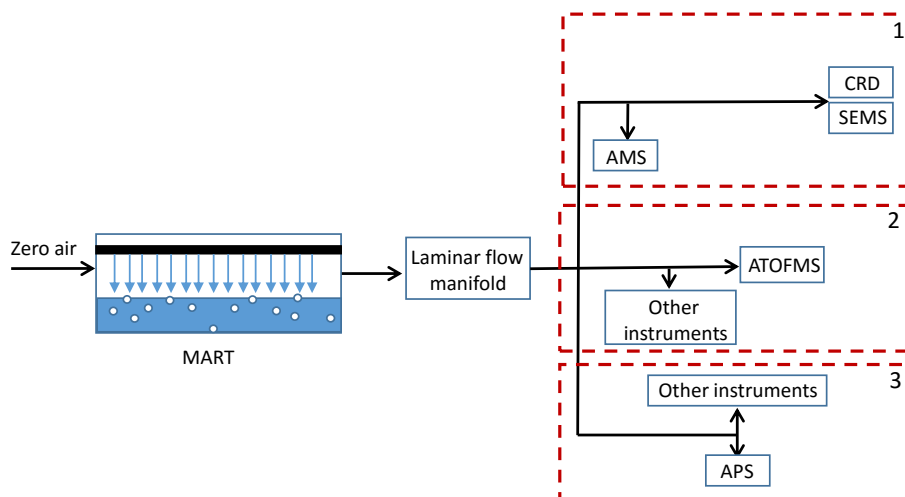 1
CRD
SEMS
AMS
2
Zero air
Laminar flow
manifold
ATOFMS
Other
instruments
MART
3
Other instruments
APS